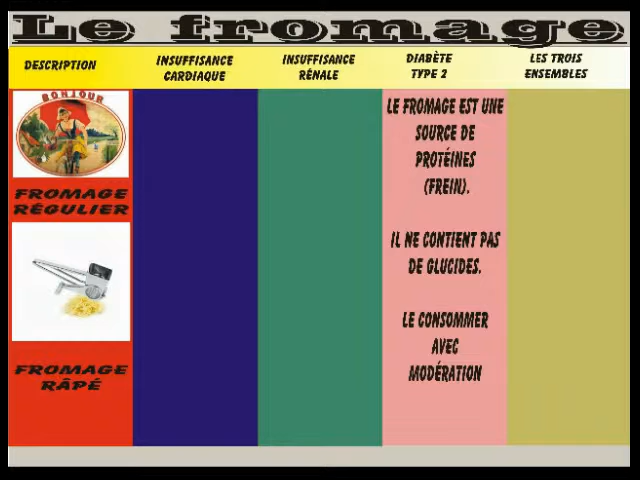 Le fromage
DESCRIPTION
INSUFFISANCE
CARDIAQUE
INSUFFISANCE
RÉNALE
DIABÈTE
TYPE 2
LES TROIS
ENSEMBLES
BONJOUR
FROMAGE
RÉGULIER
FROMAGE
RÂPÉ
LE FROMAGE EST UNE
SOURCE DE
PROTÉINES
(FREIN).
IL NE CONTIENT PAS
DE GLUCIDES.
LE CONSOMMER
AVEC
MODÉRATION